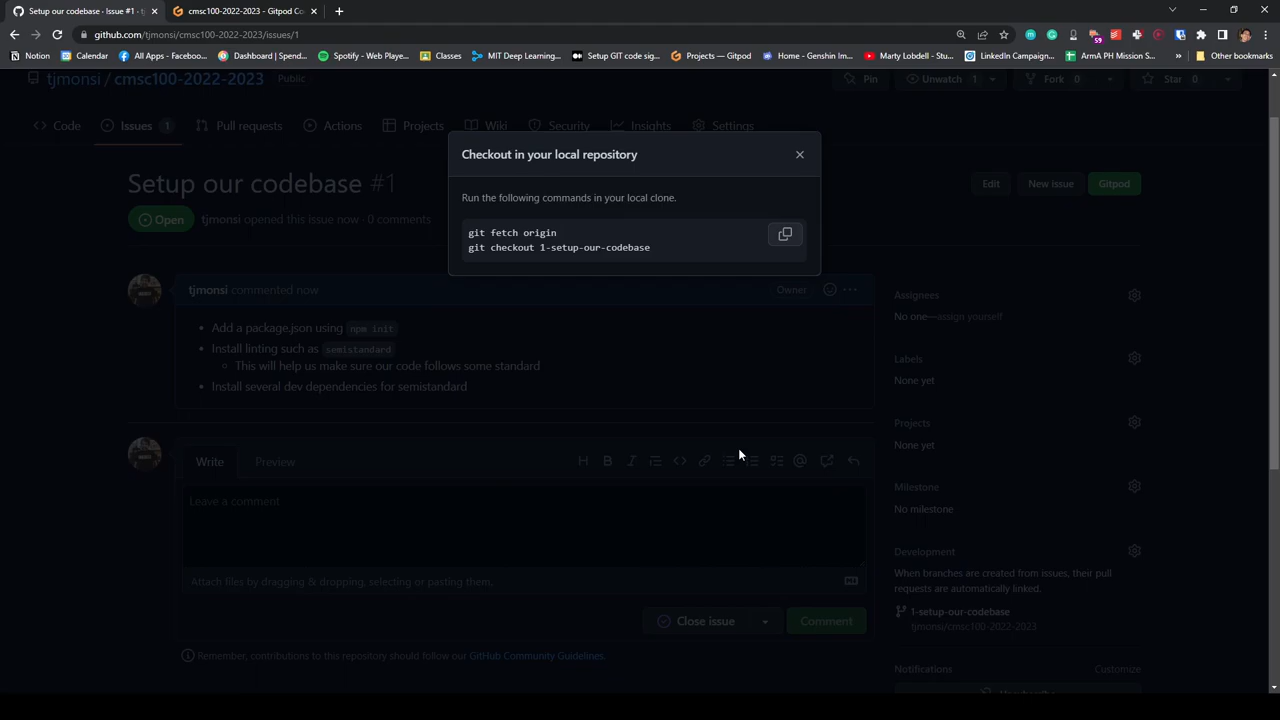 Setup our codebase · Issue #1 · tj
cmsc100-2022-2023 - Gitpod Co
github.com/tjmonsi/cmsc100-2022-2023/issues/1
59
Notion
Calendar
All Apps - Facebook...
Dashboard | Spend...
Spotify - Web Playe...
Classes
MIT Deep Learning...
Setup GIT code sig...
Projects — Gitpod
Home - Genshin Im...
Marty Lobdell - Stu...
LinkedIn Campaign...
ArmA PH Mission S...
»
Other bookmarks
tjmonsi / cmsc100-2022-2023 Public
Pin
Unwatch 1
Fork 0
Star 0
Code
Issues 1
Pull requests
Actions
Projects
Wiki
Security
Insights
Settings
Checkout in your local repository
Run the following commands in your local clone.
git fetch origin
git checkout 1-setup-our-codebase
Setup our codebase #1
Edit
New issue
Gitpod
Open
tjmonsi opened this issue now · 0 comments
tjmonsi commented now
Owner
Add a package.json using npm init
Install linting such as semistandard
This will help us make sure our code follows some standard
Install several dev dependencies for semistandard
Write
Preview
Leave a comment
Attach files by dragging & dropping, selecting or pasting them.
Close issue
Comment
Remember, contributions to this repository should follow our GitHub Community Guidelines.
Assignees
No one—assign yourself
Labels
None yet
Projects
None yet
Milestone
No milestone
Development
When branches are created from issues, their pull
requests are automatically linked.
1-setup-our-codebase
tjmonsi/cmsc100-2022-2023
Notifications
Customize